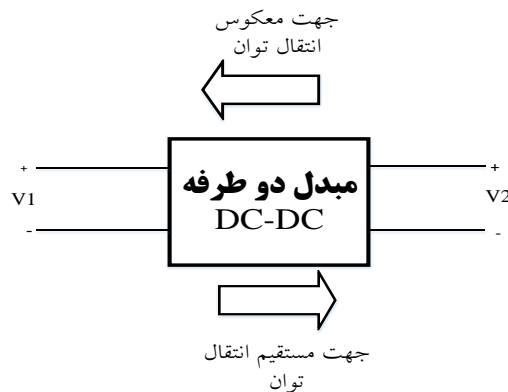 جهت معکوس
انتقال توان
+
+
V1
مبدل دو طرفه
V2
DC-DC
-
-
جهت مستقیم انتقال
توان